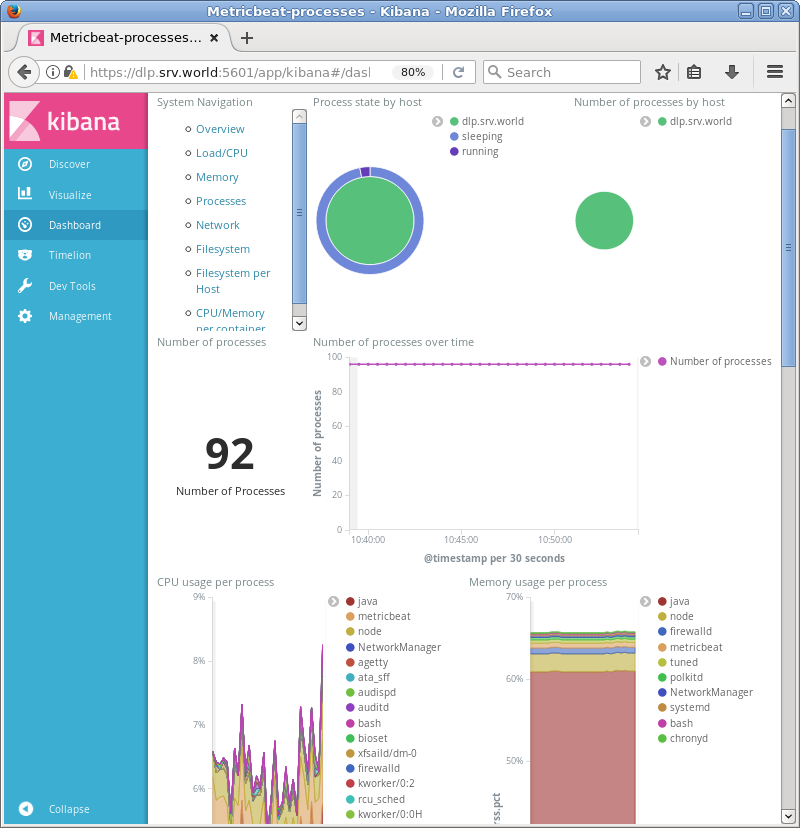 Metricbeat-processes - Kibana - Mozilla Firefox
Metricbeat-processes...
https://dlp.srv.world:5601/app/kibana#/dasl
80%
Search
kibana
Discover
Visualize
Dashboard
Timelion
Dev Tools
Management
Collapse
System Navigation
Overview
Load/CPU
Memory
Processes
Network
Filesystem
Filesystem per
Host
CPU/Memory
per container
Process state by host
dlp.srv.world
sleeping
running
Number of processes by host
dlp.srv.world
Number of processes
92
Number of Processes
Number of processes over time
Number of processes
100
80
60
40
20
0
10:40:00
10:45:00
10:50:00
@timestamp per 30 seconds
Number of processes
CPU usage per process
9%
8%
7%
6%
java
metricbeat
node
NetworkManager
agetty
ata_sff
audispd
auditd
bash
bioset
xfsaild/dm-0
firewalld
kworker/0:2
rcu_sched
kworker/0:0H
Memory usage per process
70%
60%
50%
rss.pct
java
node
firewalld
metricbeat
tuned
polkitd
NetworkManager
systemd
bash
chronyd